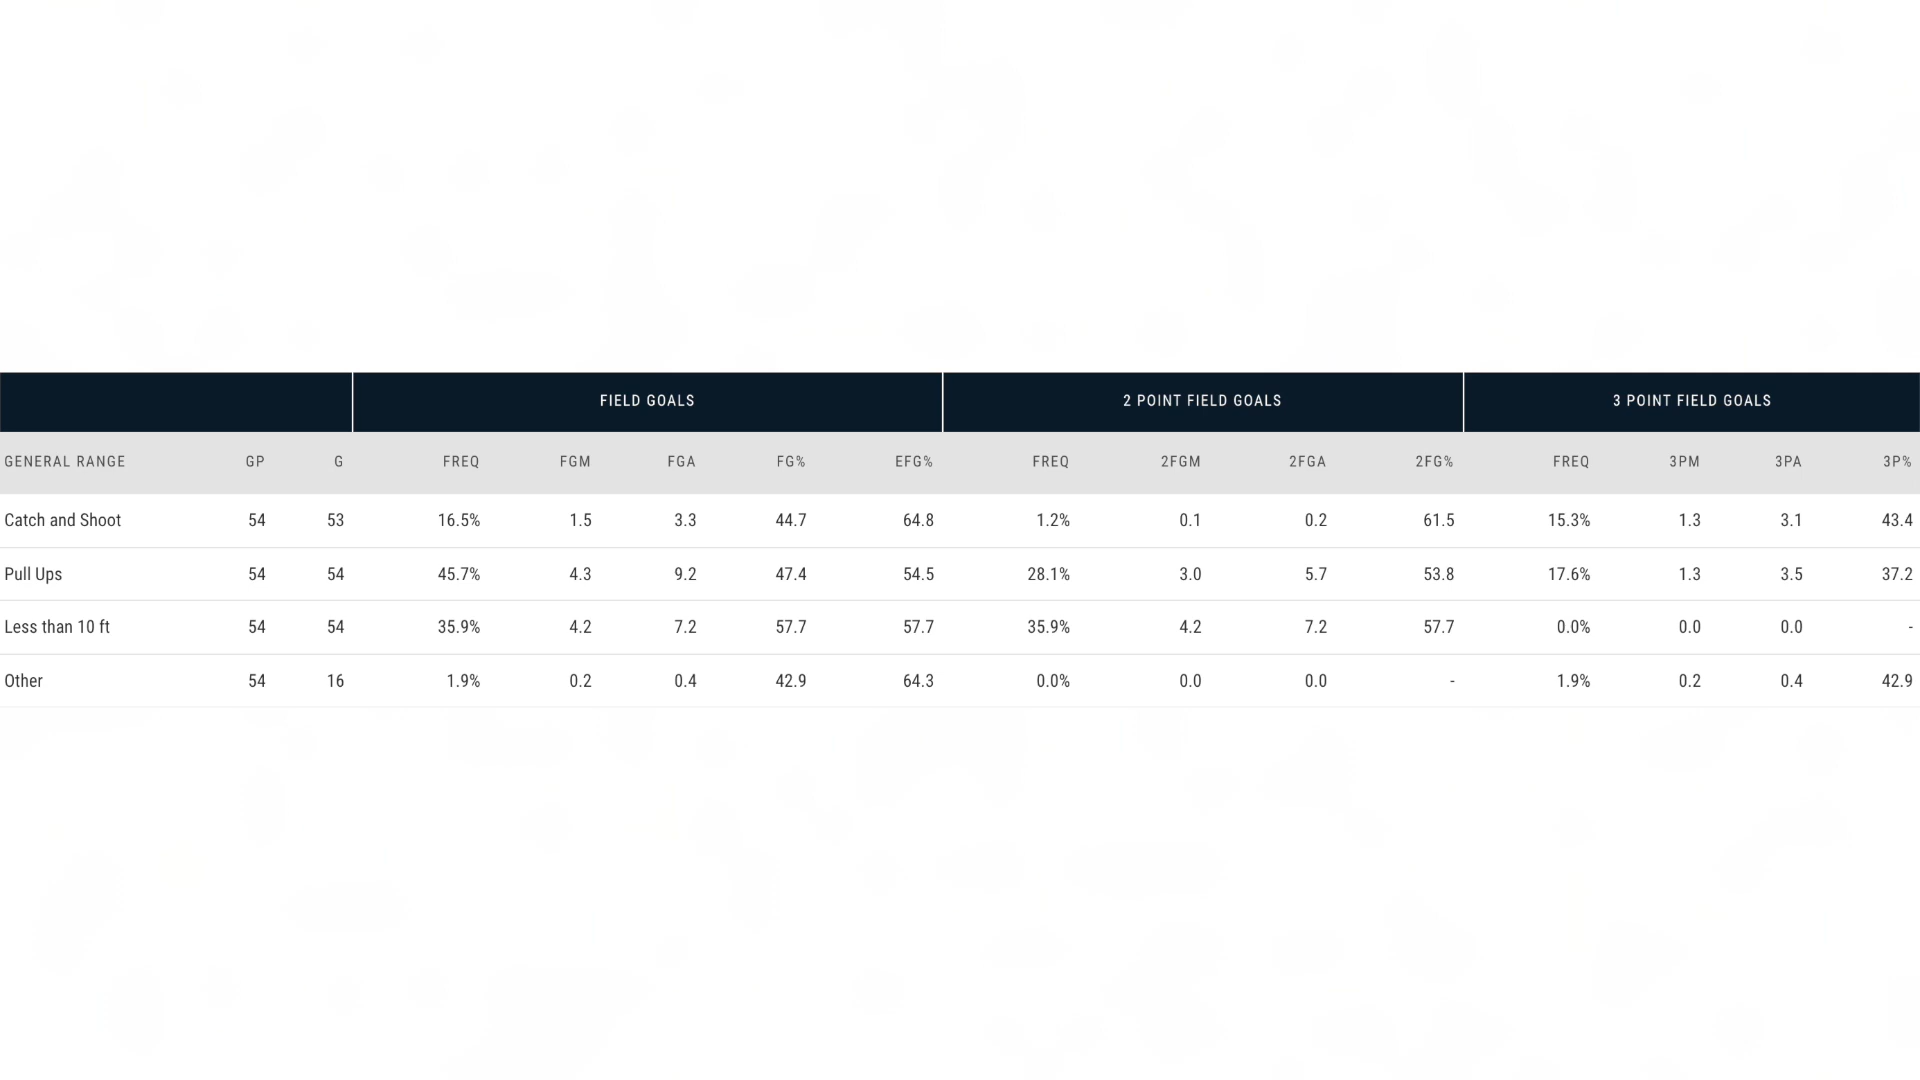 FIELD GOALS 2 POINT FIELD GOALS 3 POINT FIELD GOALS
GENERAL RANGE GP G FREQ FGM FGA FG% EFG% FREQ 2FGM 2FGA 2FG% FREQ 3PM 3PA 3P%
Catch and Shoot 54 53 16.5% 1.5 3.3 44.7 64.8 1.2% 0.1 0.2 61.5 15.3% 1.3 3.1 43.4
Pull Ups 54 54 45.7% 4.3 9.2 47.4 54.5 28.1% 3.0 5.7 53.8 17.6% 1.3 3.5 37.2
Less than 10 ft 54 54 35.9% 4.2 7.2 57.7 57.7 35.9% 4.2 7.2 57.7 0.0% 0.0 0.0 -
Other 54 16 1.9% 0.2 0.4 42.9 64.3 0.0% 0.0 0.0 - 1.9% 0.2 0.4 42.9